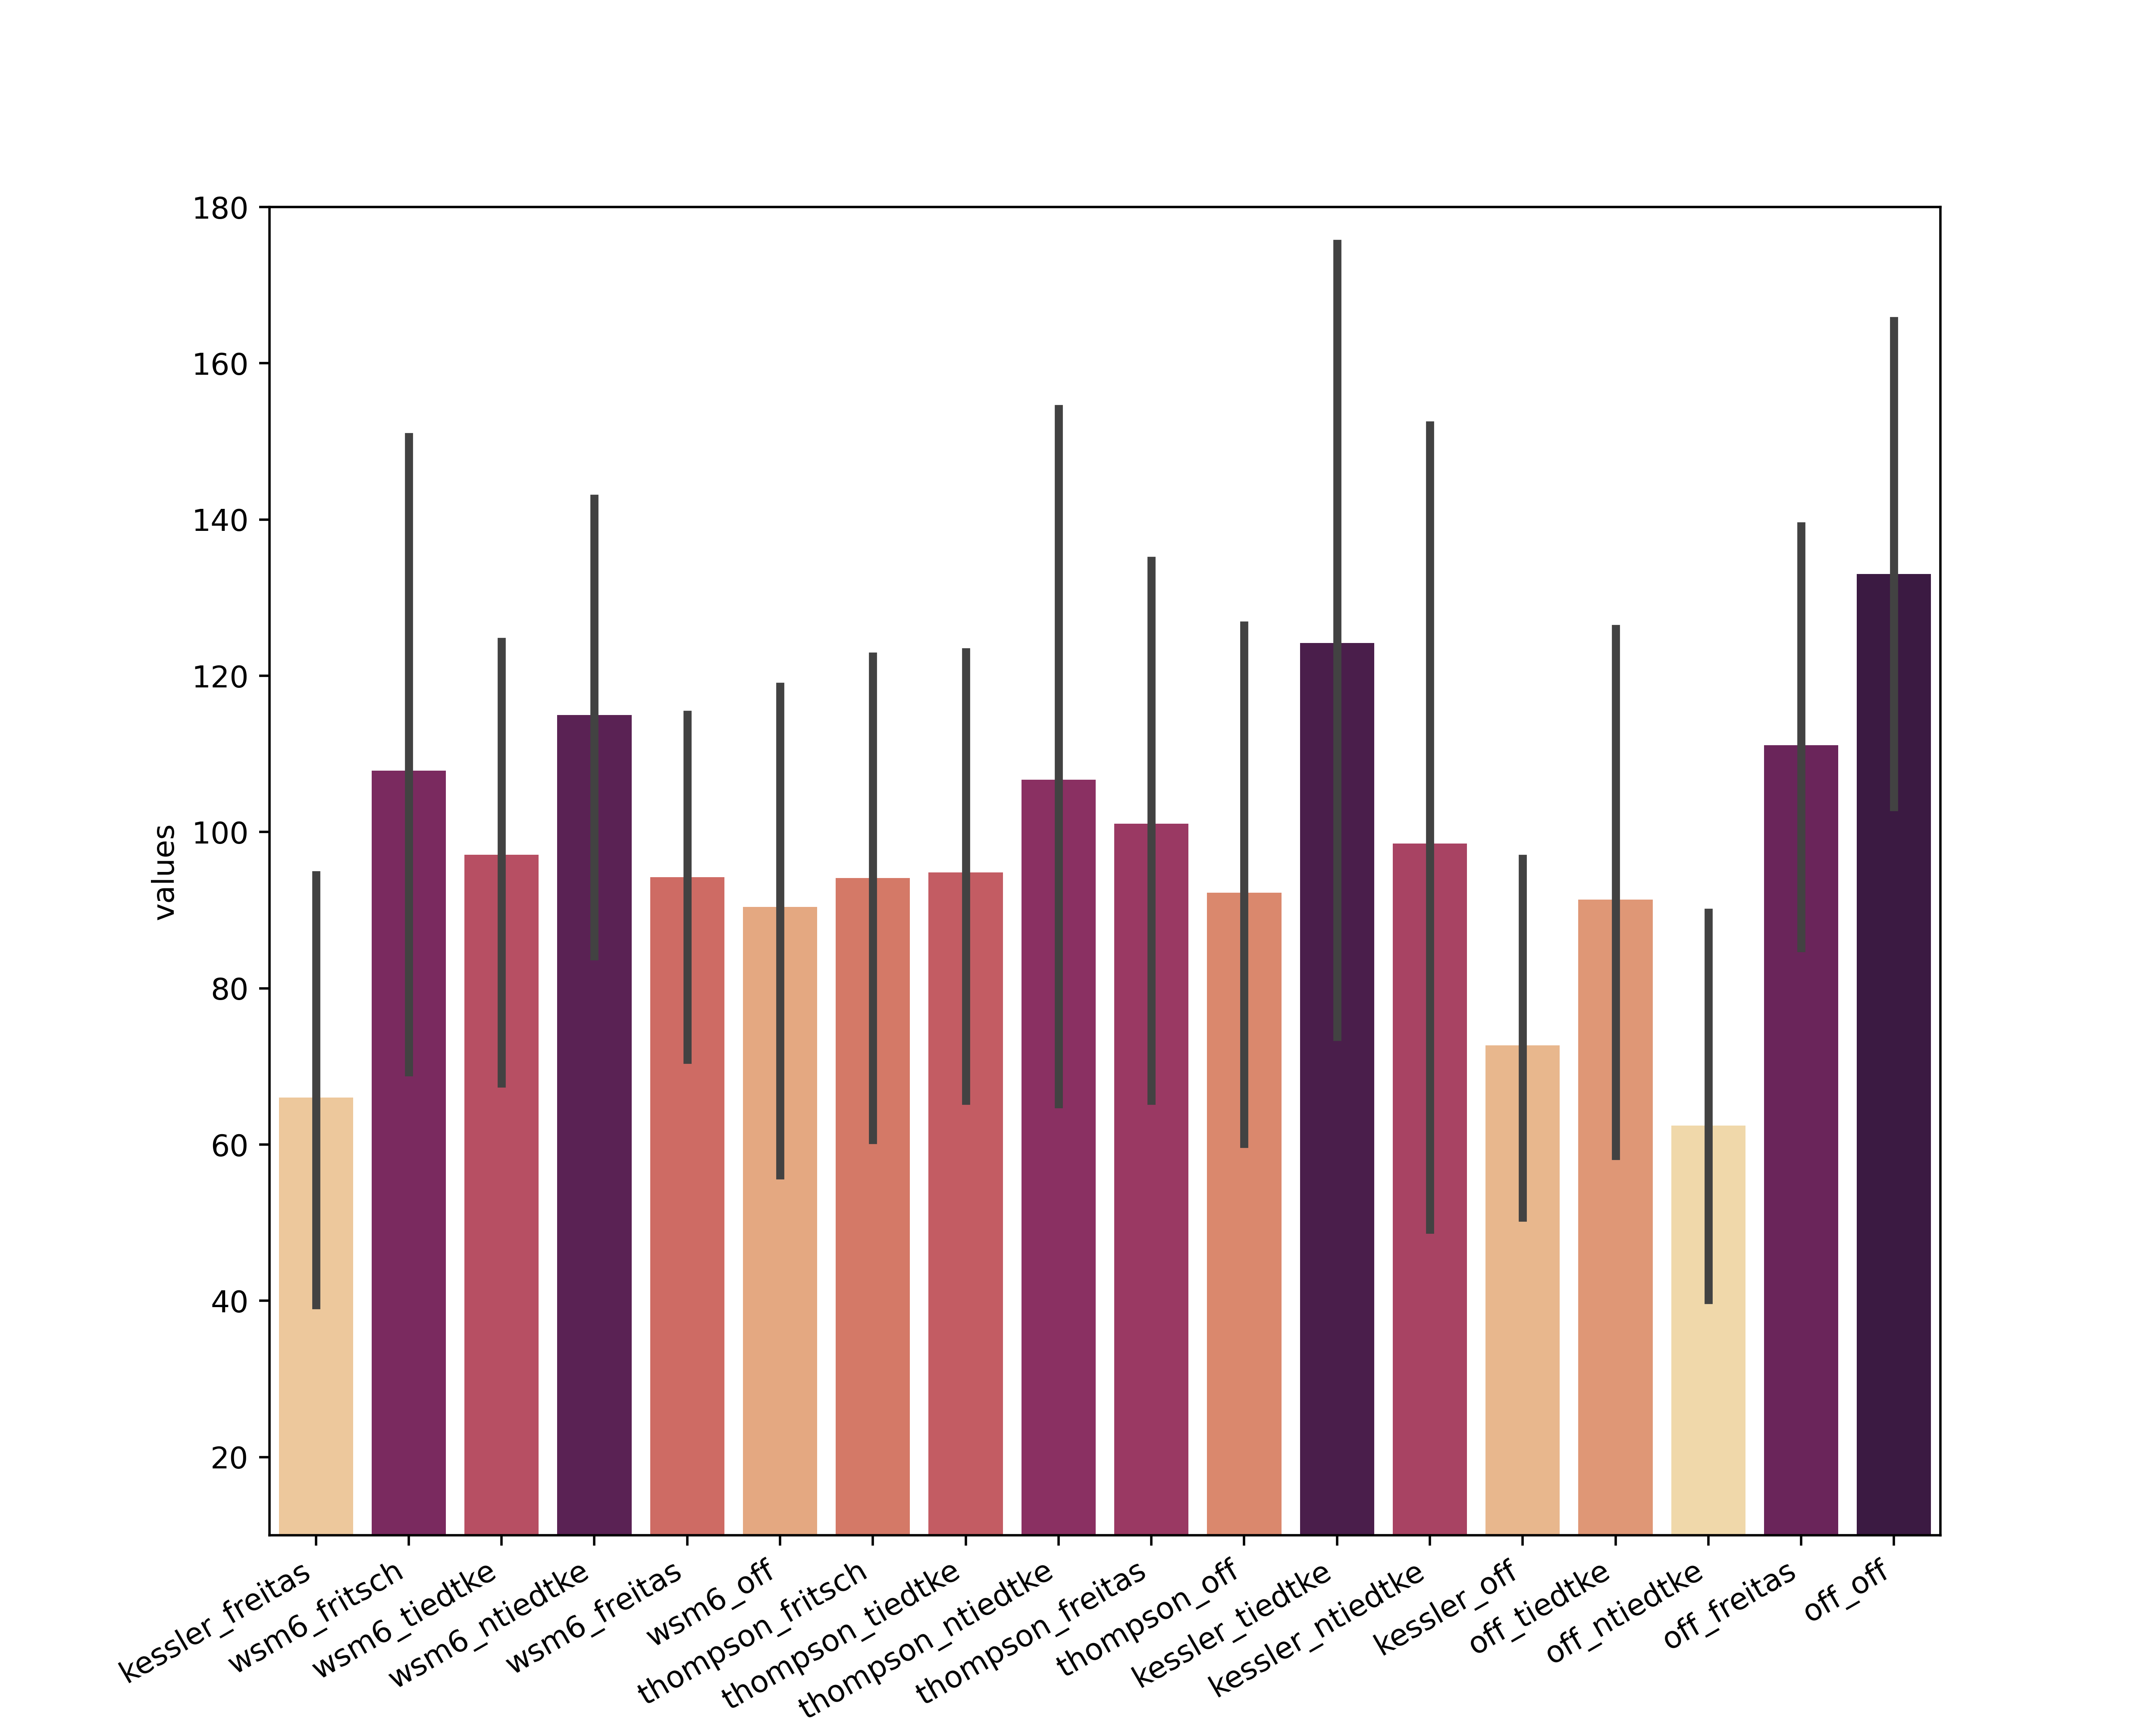 180
160
140
120
100
80
60
40
20
values
kessler_freitas
wsm6_fritsch
wsm6_tiedtke
wsm6_ntiedtke
wsm6_freitas
wsm6_off
thompson_fritsch
thompson_tiedtke
thompson_ntiedtke
thompson_freitas
thompson_off
kessler_tiedtke
kessler_ntiedtke
kessler_off
off_tiedtke
off_ntiedtke
off_freitas
off_off